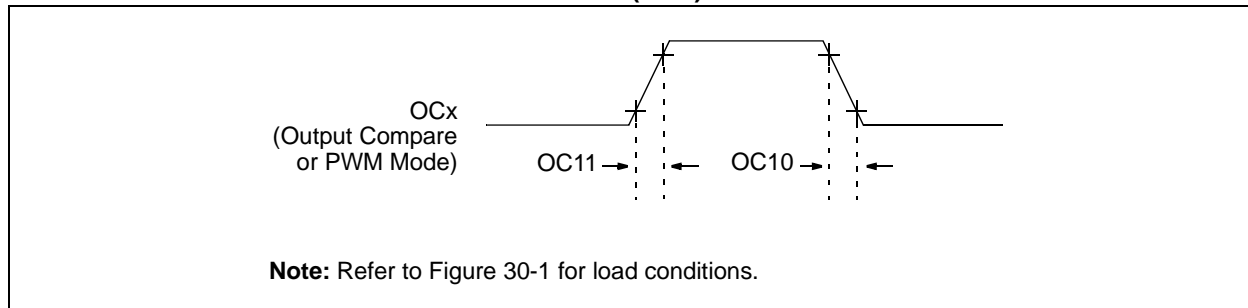 OCx
(Output Compare
or PWM Mode)
OC11
OC10
Note: Refer to Figure 30-1 for load conditions.